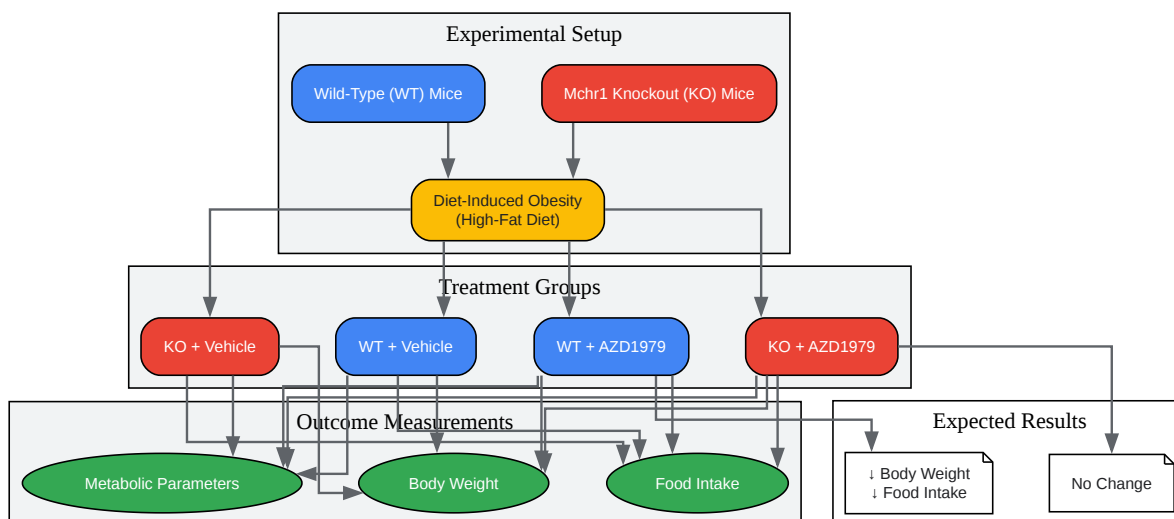 Experimental Setup
Wild-Type (WT) Mice
Mchr1 Knockout (KO) Mice
Diet-Induced Obesity
(High-Fat Diet)
Treatment Groups
KO + Vehicle
WT + Vehicle
WT + AZD1979
KO + AZD1979
Outcome Measurements
Metabolic Parameters
Body Weight
Food Intake
Expected Results
↓ Body Weight
↓ Food Intake
No Change